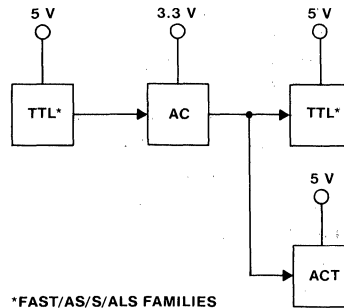 5 V
3.3 V
5 V
TTL*
AC
TTL*
5 V
ACT
*FAST/AS/S/ALS FAMILIES